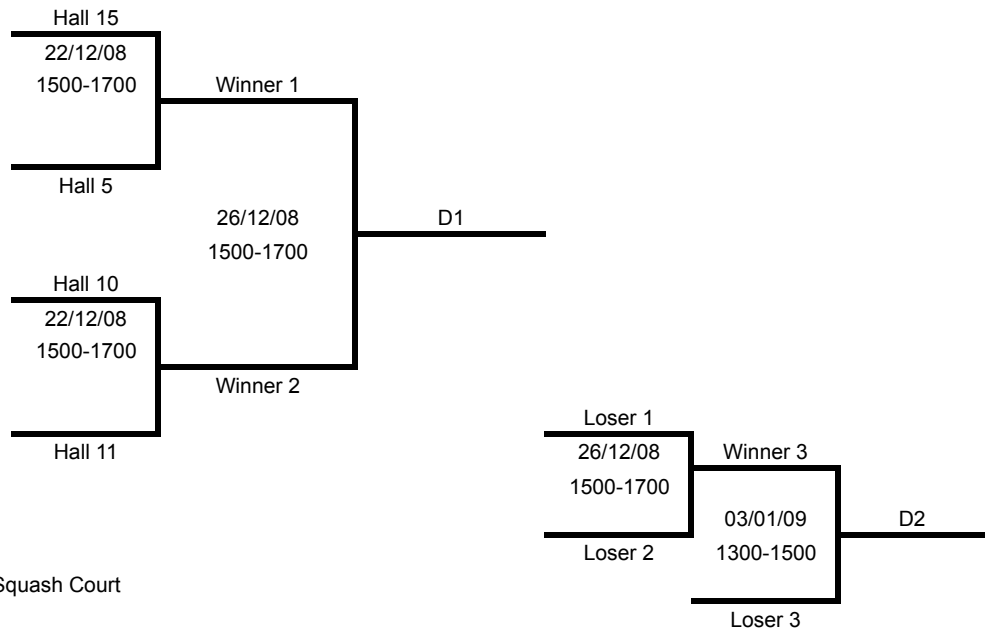 Hall 15
22/12/08
1500-1700
Winner 1
Hall 5
26/12/08
1500-1700
D1
Hall 10
22/12/08
1500-1700
Winner 2
Hall 11
Loser 1
26/12/08
1500-1700
Winner 3
Loser 2
03/01/09
1300-1500
D2
Loser 3
Squash Court